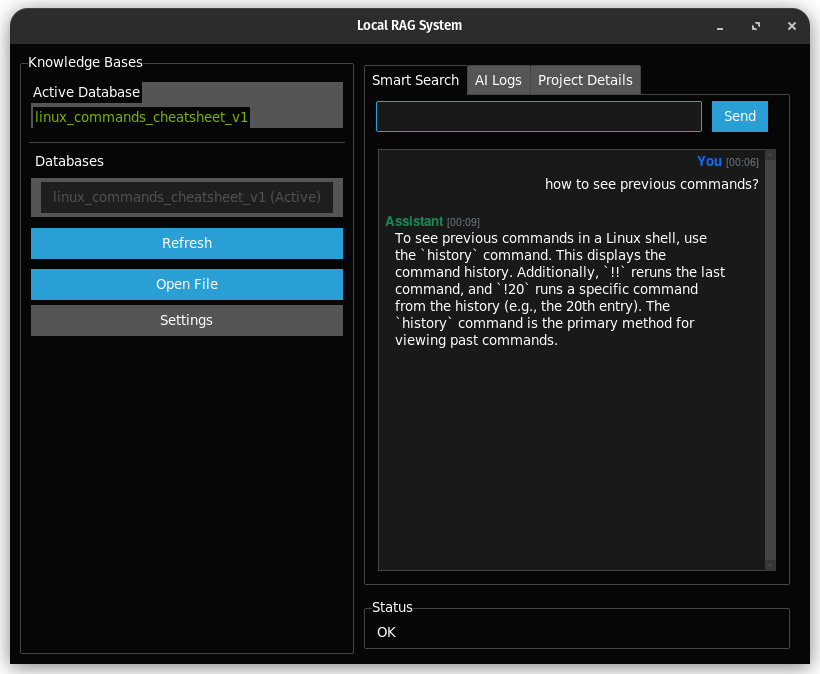 Local RAG System
Knowledge Bases
Active Database
linux_commands_cheatsheet_v1
Databases
linux_commands_cheatsheet_v1 (Active)
Refresh
Open File
Settings
Smart Search
AI Logs
Project Details
Send
You [00:06]
how to see previous commands?
Assistant [00:09]
To see previous commands in a Linux shell, use
the `history` command. This displays the
command history. Additionally, `!!` reruns the last
command, and `!20` runs a specific command
from the history (e.g., the 20th entry). The
`history` command is the primary method for
viewing past commands.
Status
OK